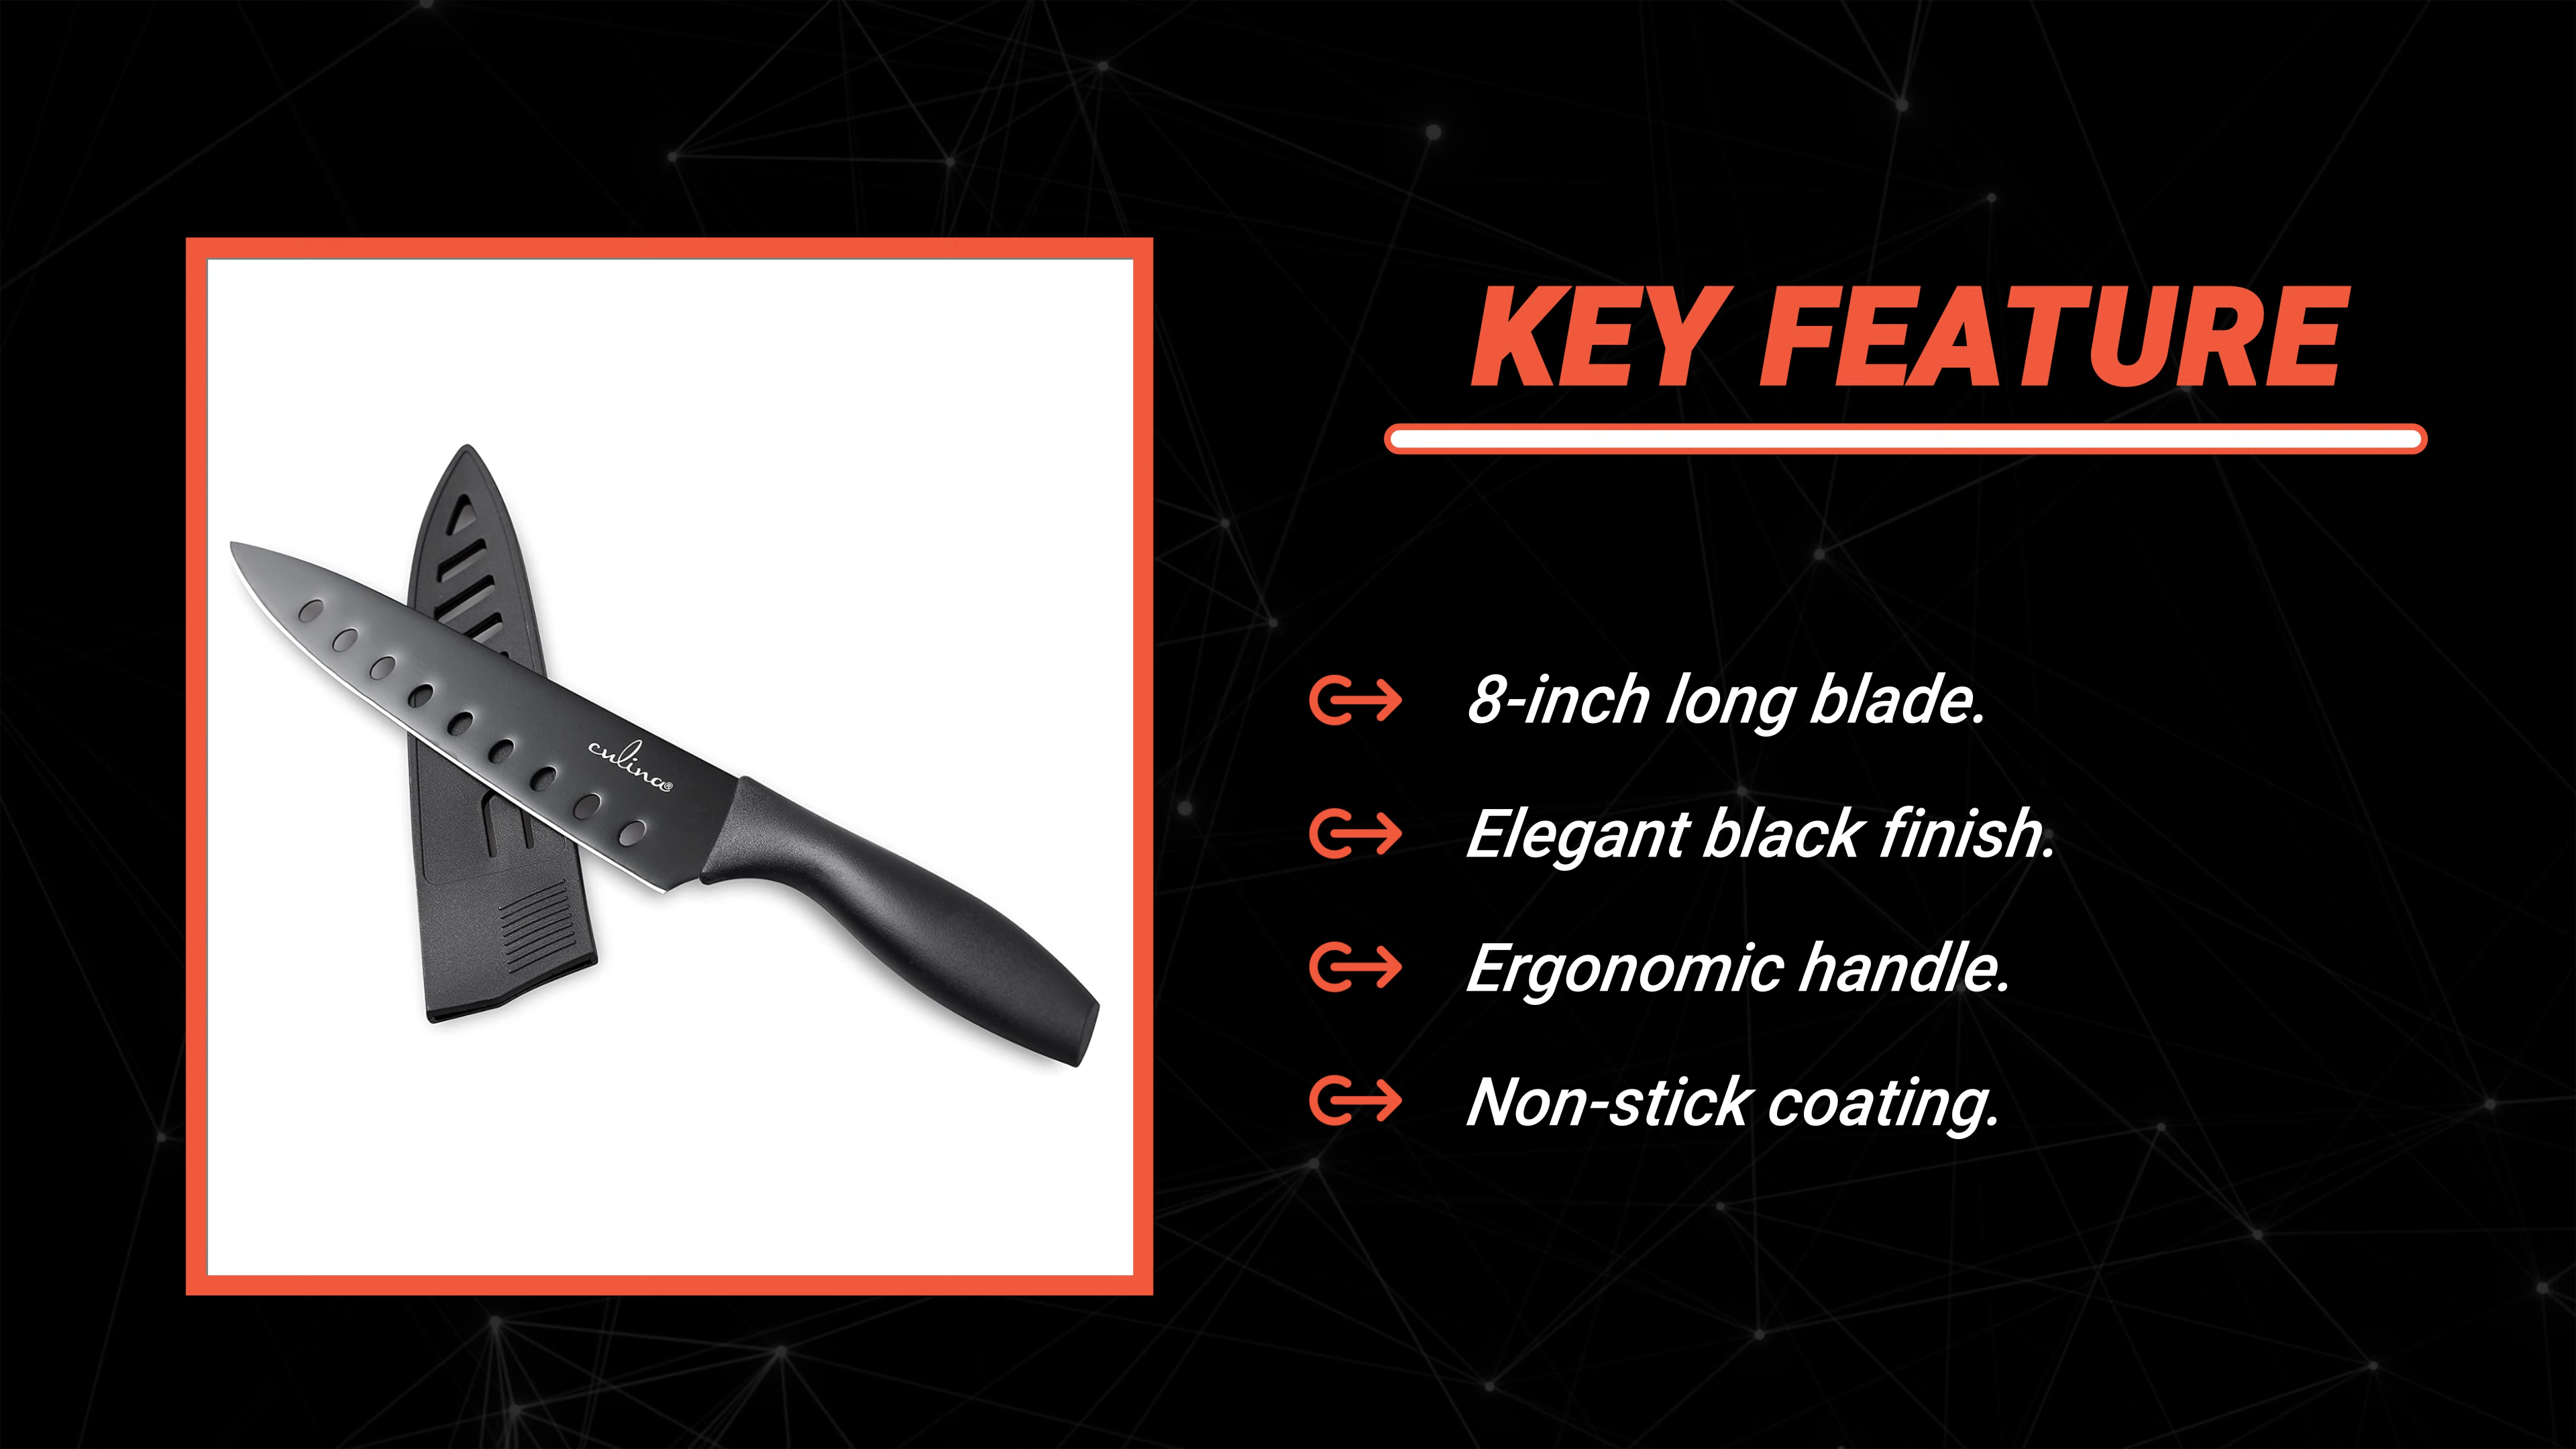 culina®
KEY FEATURE
8-inch long blade.
Elegant black finish.
Ergonomic handle.
Non-stick coating.